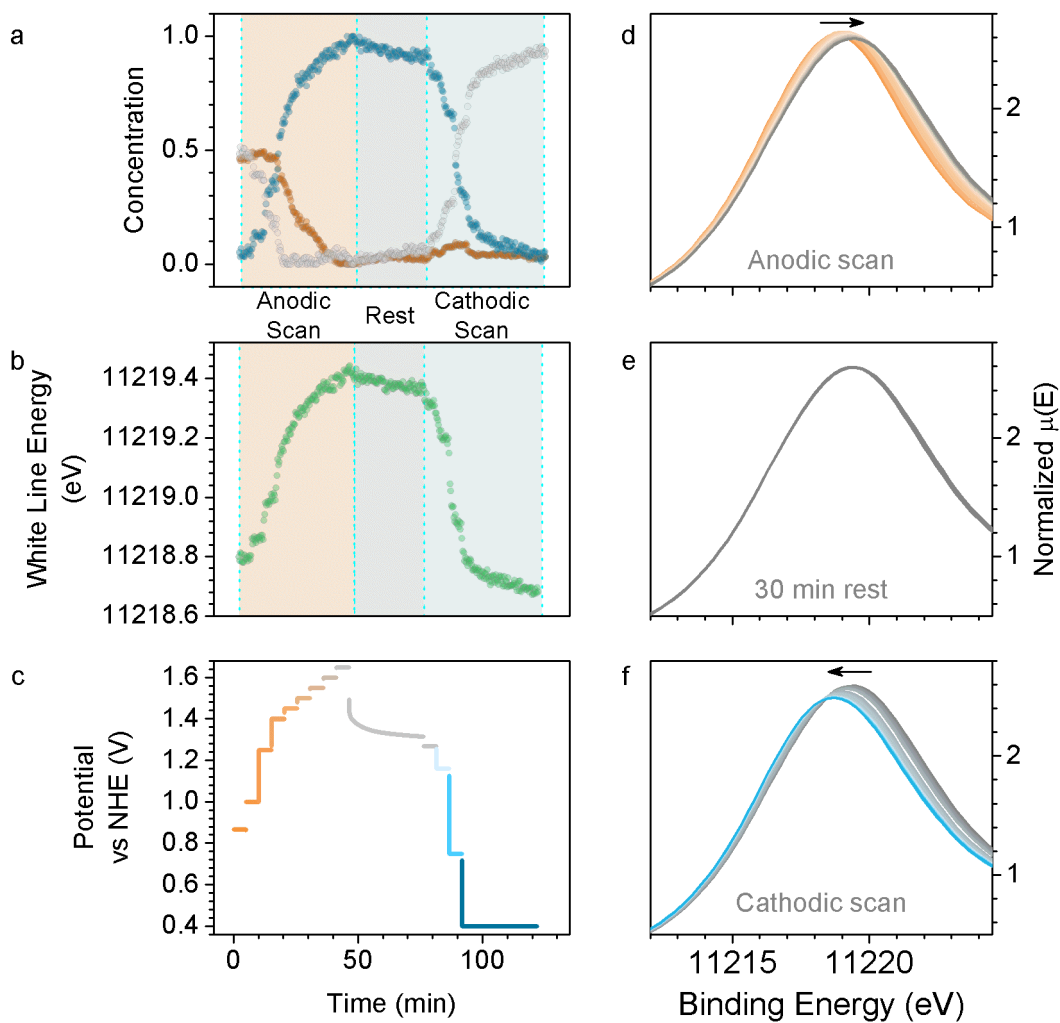 a
1.0
0.5
0.0
Concentration
Anodic
Scan
Rest
Cathodic
Scan
b
11219.4
11219.2
11219.0
11218.8
11218.6
White Line Energy
(eV)
c
1.6
1.4
1.2
1.0
0.8
0.6
0.4
Potential
vs NHE (V)
0
50
100
Time (min)
d
2
1
Anodic scan
e
2
1
30 min rest
Normalized μ(E)
f
2
1
Cathodic scan
11215
11220
Binding Energy (eV)